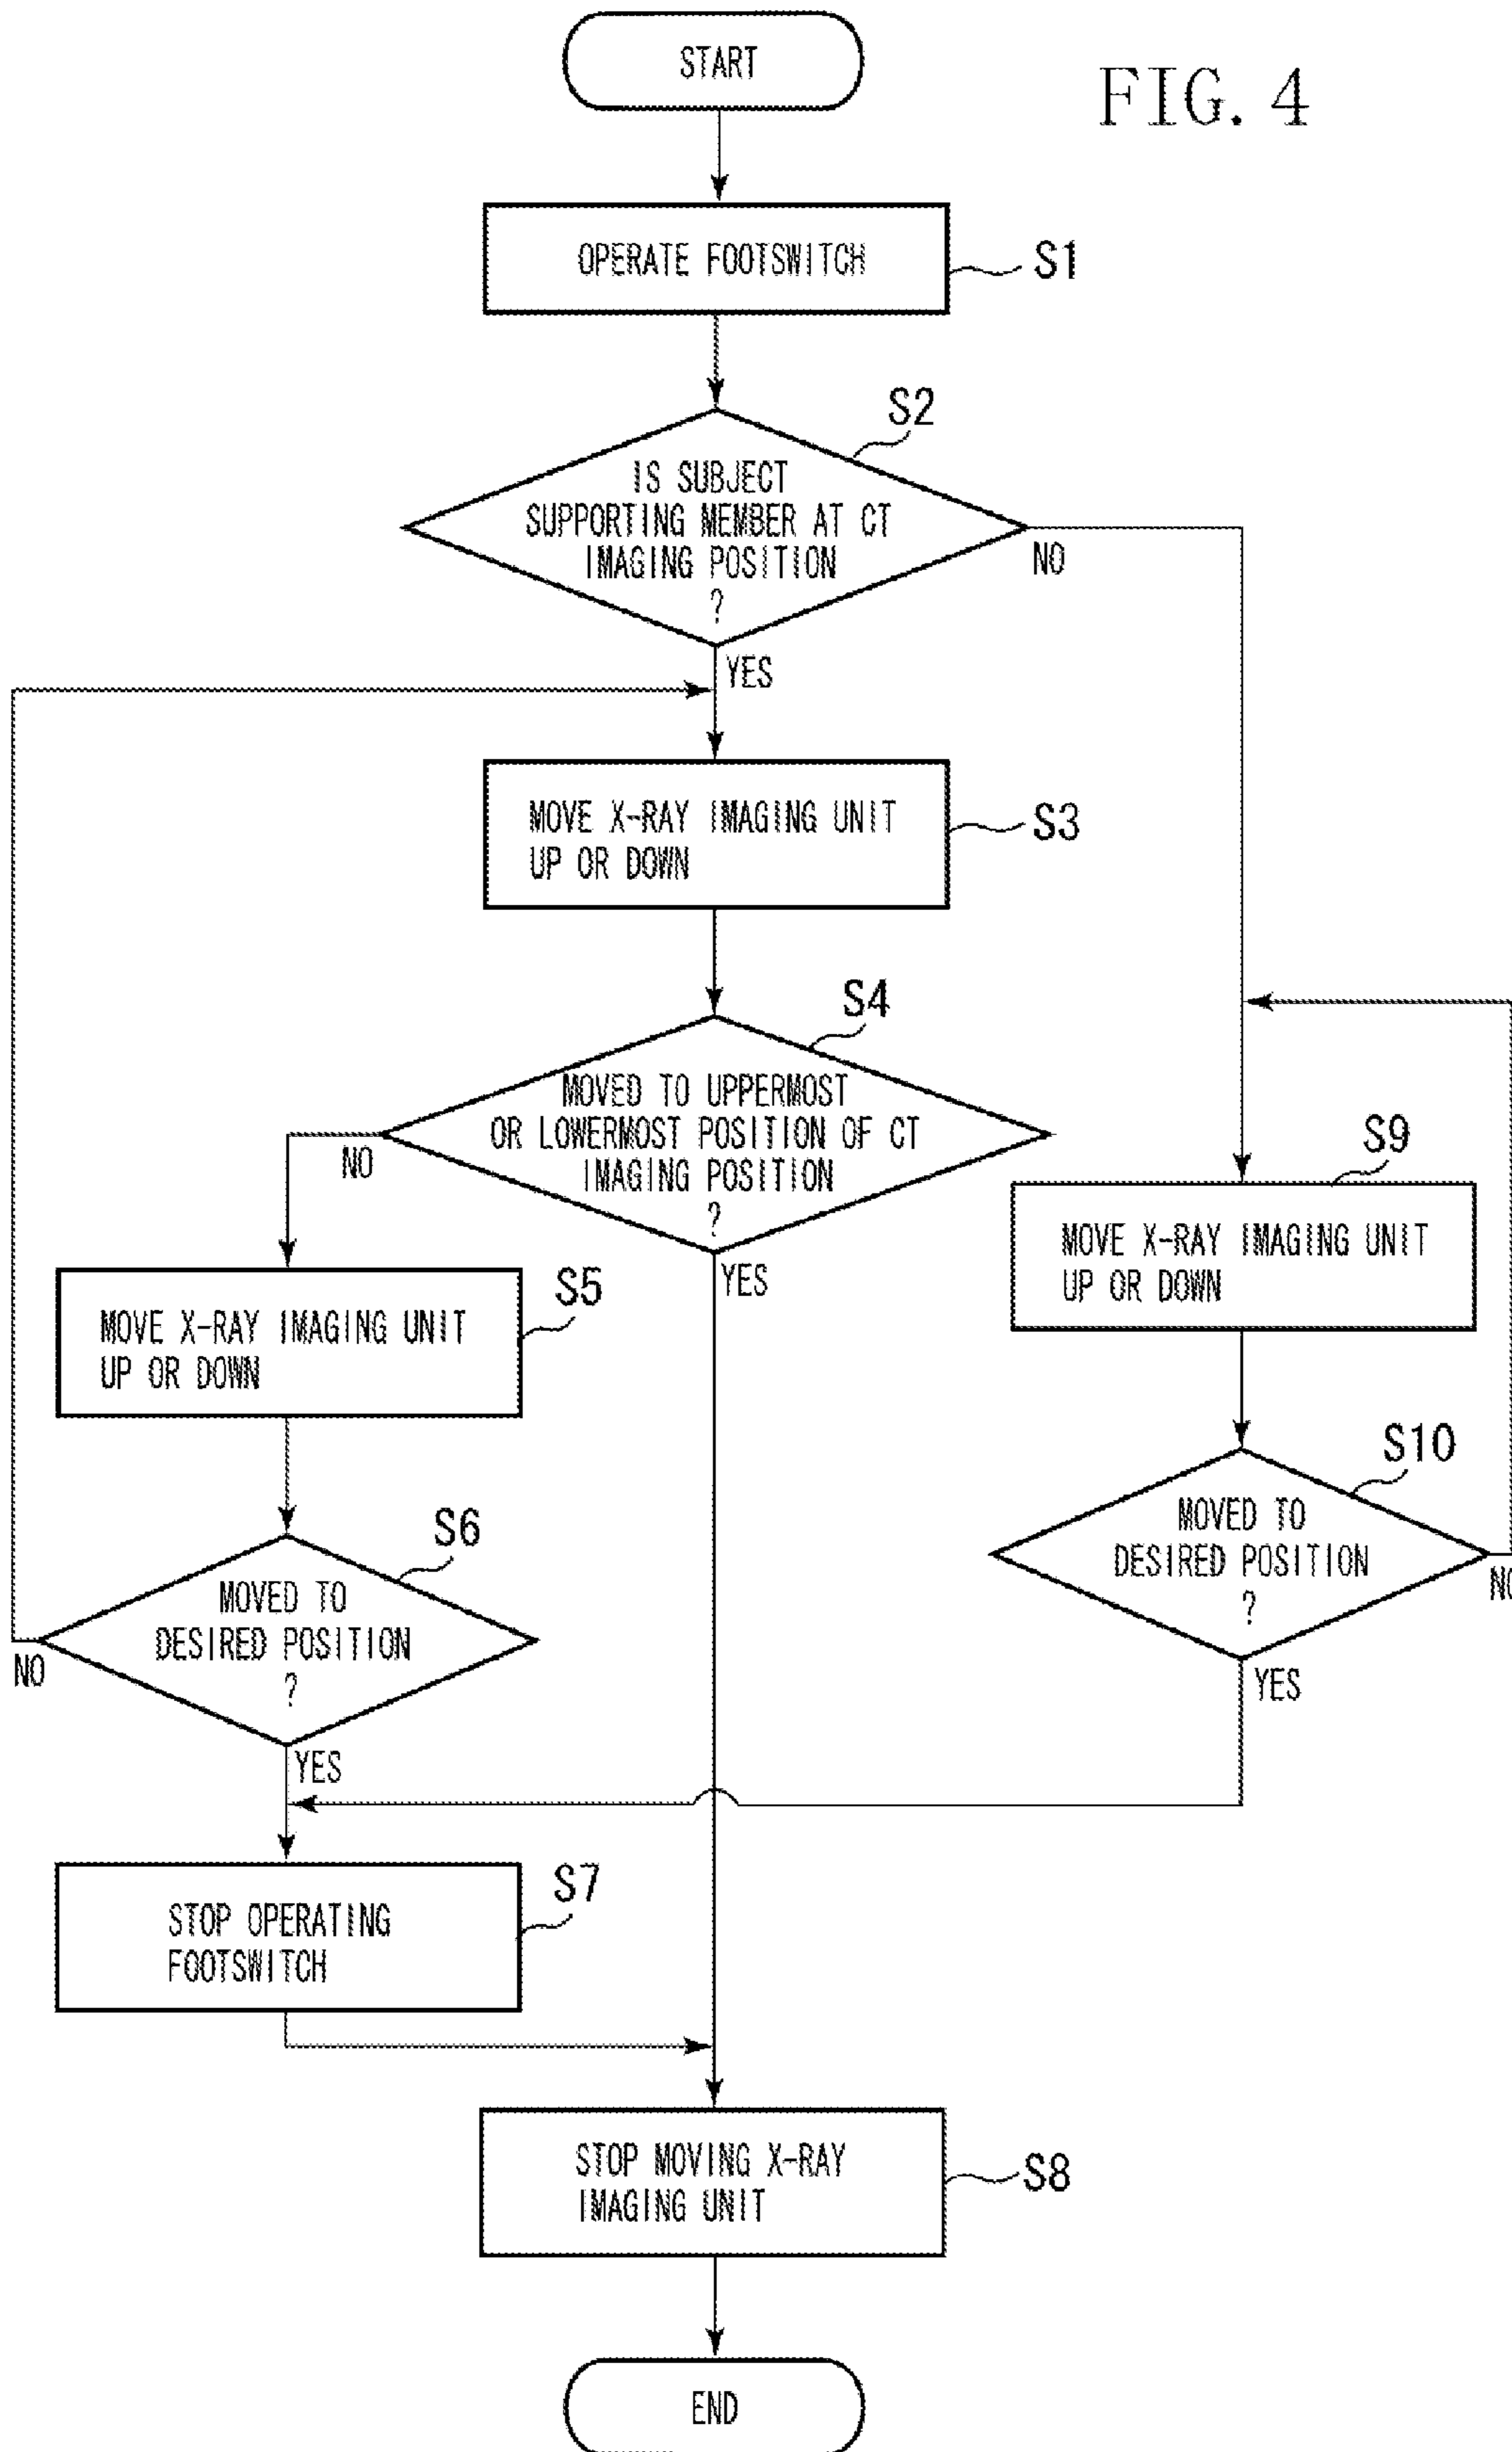 START
FIG. 4
OPERATE FOOTSWITCH
S1
S2
IS SUBJECT
SUPPORTING MEMBER AT CT
IMAGING POSITION
?
NO
YES
MOVE X-RAY IMAGING UNIT
UP OR DOWN
S3
S4
MOVED TO UPPERMOST
OR LOWERMOST POSITION OF CT
IMAGING POSITION
?
NO
YES
S9
MOVE X-RAY IMAGING UNIT
UP OR DOWN
S5
MOVE X-RAY IMAGING UNIT
UP OR DOWN
S10
MOVED TO
DESIRED POSITION
?
NO
YES
S6
MOVED TO
DESIRED POSITION
?
NO
YES
S7
STOP OPERATING
FOOTSWITCH
STOP MOVING X-RAY
IMAGING UNIT
S8
END